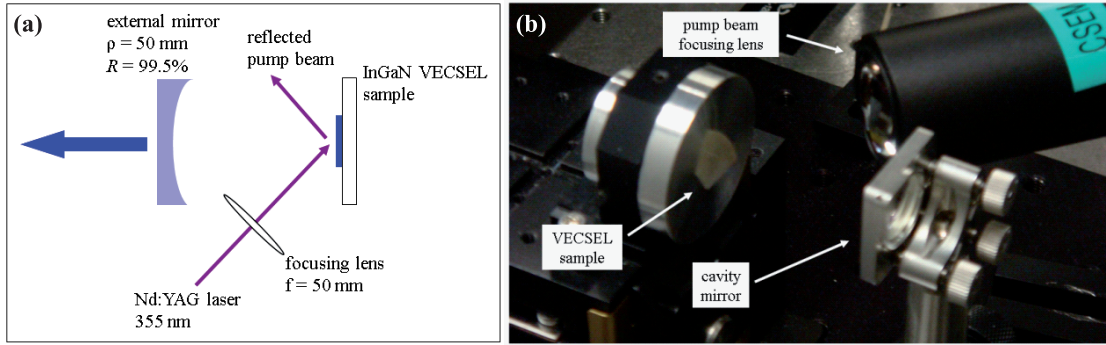 (a)
external mirror
ρ = 50 mm
R = 99.5%
reflected
pump beam
InGaN VECSEL
sample
focusing lens
f = 50 mm
Nd:YAG laser
355 nm
(b)
pump beam
focusing lens
CSEM
VECSEL
sample
cavity
mirror